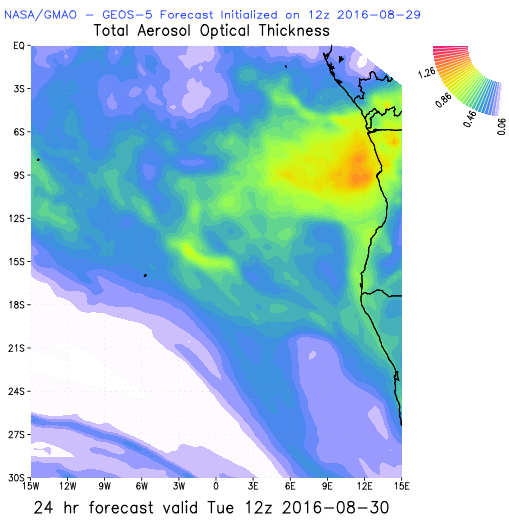 NASA/GMAO - GEOS-5 Forecast Initialized on 12z 2016-08-29
Total Aerosol Optical Thickness
EQ
3S
6S
9S
12S
15S
18S
21S
24S
27S
30S
15W 12W 9W 6W 3W 0 3E 6E 9E 12E 15E
1.26
0.86
0.46
0.06
24 hr forecast valid Tue 12z 2016-08-30